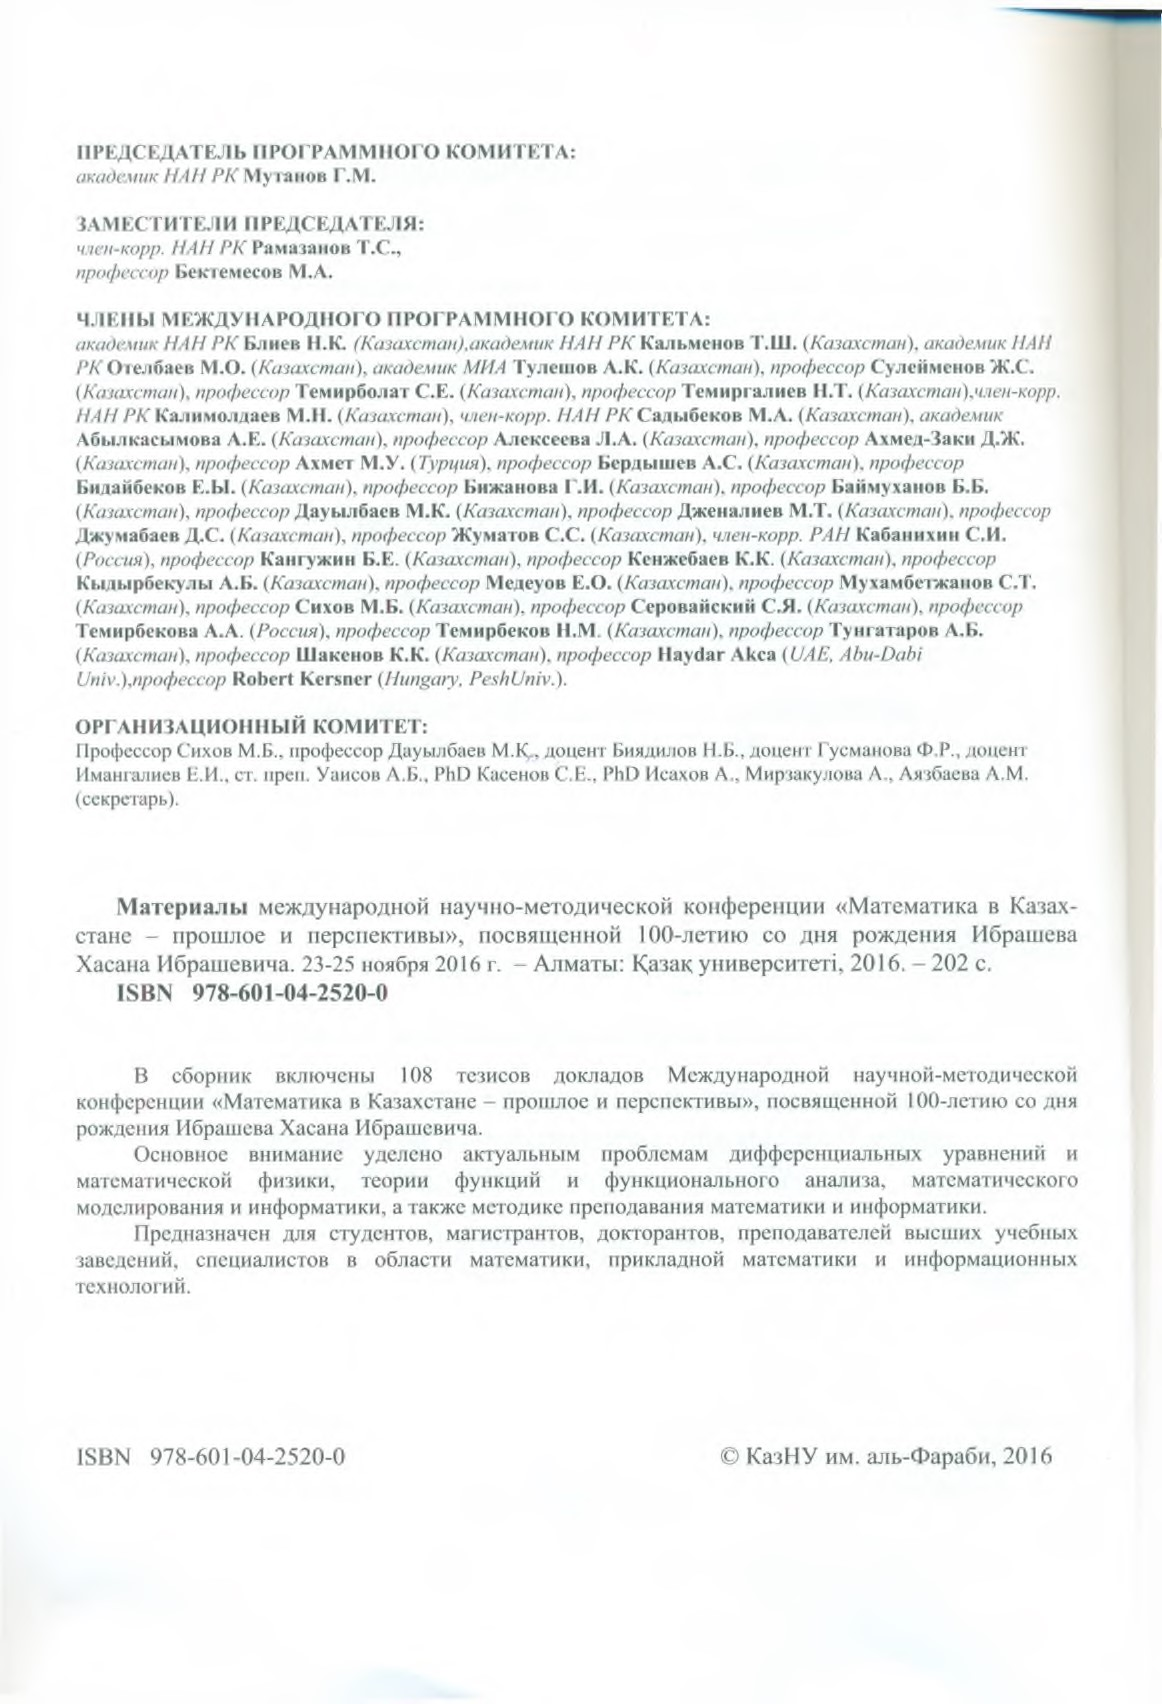 ПРЕДСЕДАТЕЛЬ ПРОГРАММНОГО КОМИТЕТА:
академик НАН РК Мутанов Г.М.
ЗАМЕСТИТЕЛИ ПРЕДСЕДАТЕЛЯ:
член-корр. НАН РК Рамазанов Т.С.,
профессор Бектемесов М.А.
ЧЛЕНЫ МЕЖДУНАРОДНОГО ПРОГРАММНОГО КОМИТЕТА:
академик НАН РК Блиев Н.К. (Казахстан),академик НАН РК Кальменов Т.Ш. (Казахстан), академик НАН
РК Отелбаев М.О. (Казахстан), академик МИА Тулешов А.К. (Казахстан), профессор Сулейменов Ж.С.
(Казахстан), профессор Темирболат С.Е. (Казахстан), профессор Темиргалиев Н.Т. (Казахстан),член-корр.
НАН РК Калимолдаев М.Н. (Казахстан), член-корр. НАН РК Садыбеков М.А. (Казахстан), академик
Абылкасымова А.Е. (Казахстан), профессор Алексеева Л.А. (Казахстан), профессор Ахмед-Заки Д.Ж.
(Казахстан), профессор Ахмет М.У. (Турция), профессор Бердышев А.С. (Казахстан), профессор
Бидайбеков Е.Ы. (Казахстан), профессор Бижанова Г.И. (Казахстан), профессор Баймуханов Б.Б.
(Казахстан), профессор Дауылбаев М.К. (Казахстан), профессор Дженалиев М.Т. (Казахстан), профессор
Джумабаев Д.С. (Казахстан), профессор Жуматов С.С. (Казахстан), член-корр. РАН Кабанихин С.И.
(Россия), профессор Кангужин Б.Е. (Казахстан), профессор Кенжебаев К.К. (Казахстан), профессор
Кыдырбекулы А.Б. (Казахстан), профессор Медеуов Е.О. (Казахстан), профессор Мухамбетжанов С.Т.
(Казахстан), профессор Сихов М.Б. (Казахстан), профессор Серовайский С.Я. (Казахстан), профессор
Темирбекова А.А. (Россия), профессор Темирбеков Н.М. (Казахстан), профессор Тунгатаров А.Б.
(Казахстан), профессор Шакенов К.К. (Казахстан), профессор Haydar Akca (UAE, Abu-Dabi
Univ.),профессор Robert Kersner (Hungary, PeshUniv.).
ОРГАНИЗАЦИОННЫЙ КОМИТЕТ:
Профессор Сихов М.Б., профессор Дауылбаев М.К., доцент Биядилов Н.Б., доцент Гусманова Ф.Р., доцент
Имангалиев Е.И., ст. преп. Уаисов А.Б., PhD Касенов С.Е., PhD Исахов А., Мирзакулова А., Аязбаева А.М.
(секретарь).
Материалы международной научно-методической конференции «Математика в Казах-
стане – прошлое и перспективы», посвященной 100-летию со дня рождения Ибрашева
Хасана Ибрашевича. 23-25 ноября 2016 г. – Алматы: Қазақ университеті, 2016. – 202 с.
ISBN 978-601-04-2520-0
В сборник включены 108 тезисов докладов Международной научной-методической
конференции «Математика в Казахстане – прошлое и перспективы», посвященной 100-летию со дня
рождения Ибрашева Хасана Ибрашевича.
Основное внимание уделено актуальным проблемам дифференциальных уравнений и
математической физики, теории функций и функционального анализа, математического
моделирования и информатики, а также методике преподавания математики и информатики.
Предназначен для студентов, магистрантов, докторантов, преподавателей высших учебных
заведений, специалистов в области математики, прикладной математики и информационных
технологий.
ISBN 978-601-04-2520-0
© КазНУ им. аль-Фараби, 2016